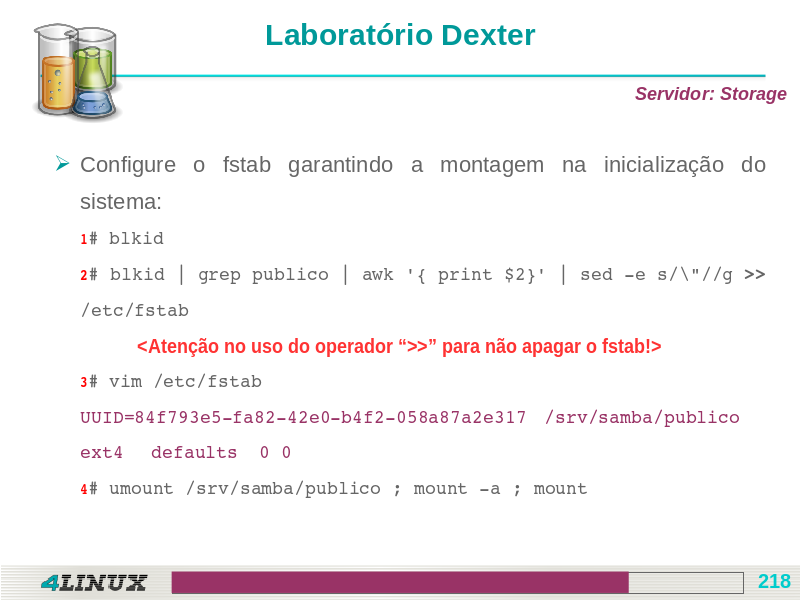 Laboratório Dexter
Servidor: Storage
Configure o fstab garantindo a montagem na inicialização do
sistema:
1# blkid
2# blkid | grep publico | awk '{ print $2}' | sed -e s/\"//g >>
/etc/fstab
<Atenção no uso do operador “>>” para não apagar o fstab!>
3# vim /etc/fstab
UUID=84f793e5-fa82-42e0-b4f2-058a87a2e317 /srv/samba/publico
ext4 defaults 0 0
4# umount /srv/samba/publico ; mount -a ; mount
4LINUX
218